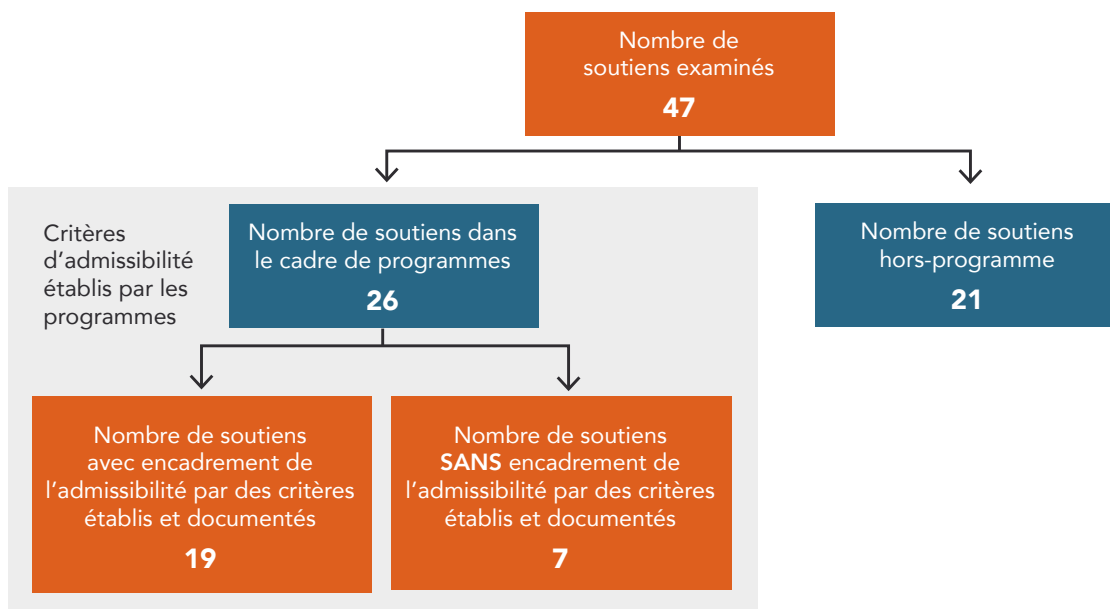 Nombre de
soutiens examinés
47
Critères
d'admissibilité
établis par les
programmes
Nombre de soutiens dans
le cadre de programmes
26
Nombre de soutiens
hors-programme
21
Nombre de soutiens
avec encadrement de
l'admissibilité par des critères
établis et documentés
19
Nombre de soutiens
SANS encadrement de
l'admissibilité par des critères
établis et documentés
7